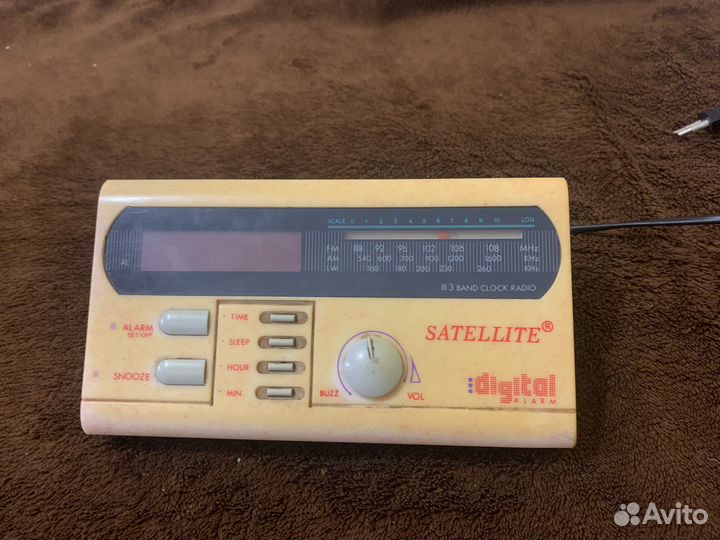 SCALE 0 1 2 3 4 5 6 7 8 9 10 LOG
FM 88 92 96 102 106 108 MHz
AM 540 600 700 900 1200 1600 KHz
LW 160 180 200 230 260 KHz
AL
3 BAND CLOCK RADIO
ALARM
SET/OFF
SNOOZE
TIME
SLEEP
HOUR
MIN
BUZZ
VOL
SATELLITE®
digital
ALARM
Avito